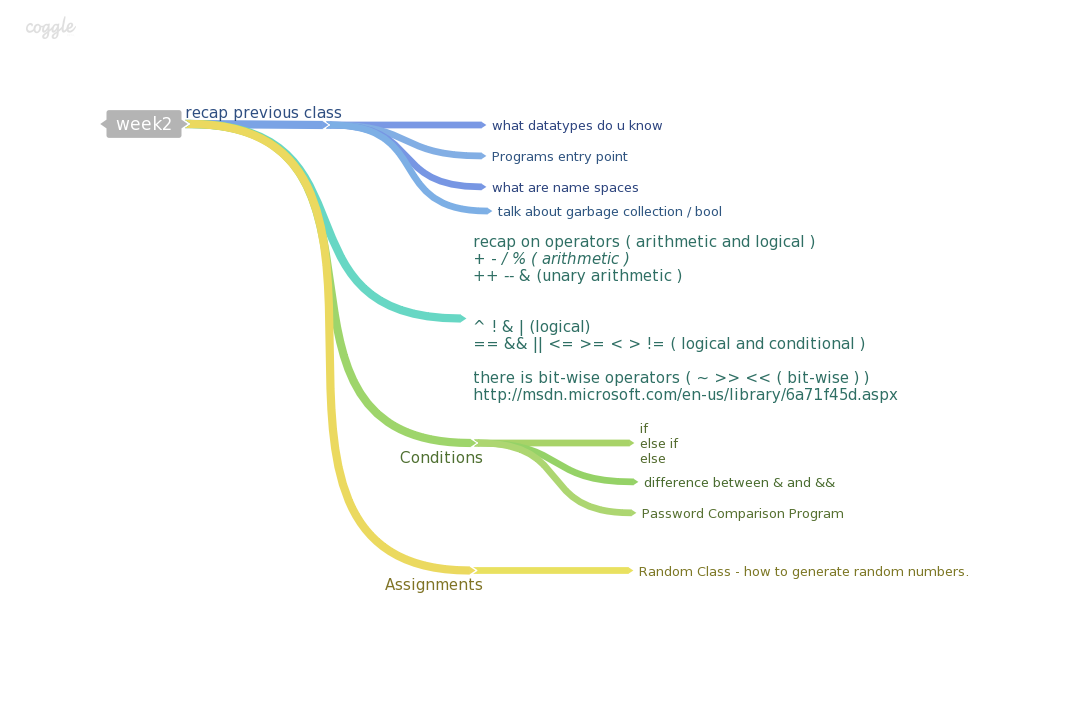 coggle
week2
recap previous class
what datatypes do u know
Programs entry point
what are name spaces
talk about garbage collection / bool
recap on operators ( arithmetic and logical )
+ - / % ( arithmetic )
++ -- & (unary arithmetic )
^ ! & | (logical)
== && || <= >= < > != ( logical and conditional )
there is bit-wise operators ( ~ >> << ( bit-wise ) )
http://msdn.microsoft.com/en-us/library/6a71f45d.aspx
Conditions
if
else if
else
difference between & and &&
Password Comparison Program
Assignments
Random Class - how to generate random numbers.